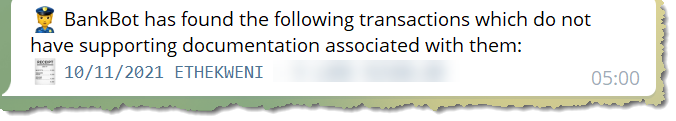 👮 BankBot has found the following transactions which do not
have supporting documentation associated with them:
🧾 10/11/2021 ETHEKWENI
05:00